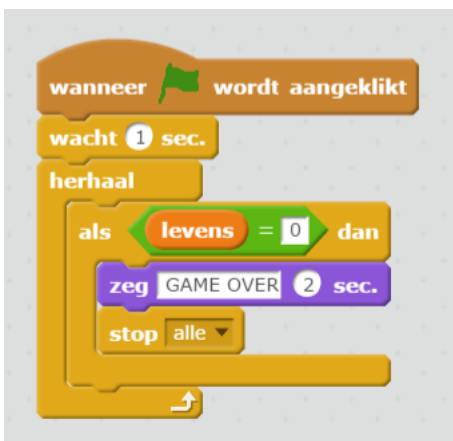 wanneer wordt aangeklikt
wacht 1 sec.
herhaal
als levens = 0 dan
zeg GAME OVER 2 sec.
stop alle